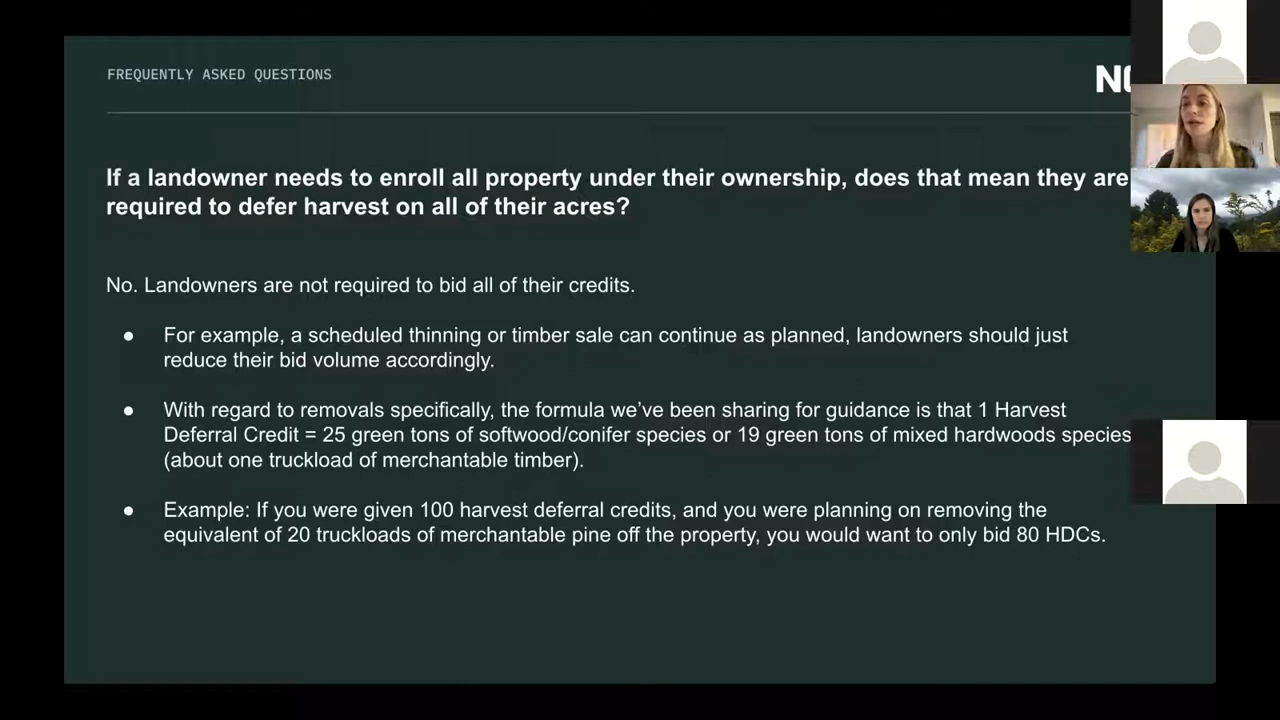 FREQUENTLY ASKED QUESTIONS
If a landowner needs to enroll all property under their ownership, does that mean they are
required to defer harvest on all of their acres?
No. Landowners are not required to bid all of their credits.
● For example, a scheduled thinning or timber sale can continue as planned, landowners should just
reduce their bid volume accordingly.
● With regard to removals specifically, the formula we’ve been sharing for guidance is that 1 Harvest
Deferral Credit = 25 green tons of softwood/conifer species or 19 green tons of mixed hardwoods species
(about one truckload of merchantable timber).
● Example: If you were given 100 harvest deferral credits, and you were planning on removing the
equivalent of 20 truckloads of merchantable pine off the property, you would want to only bid 80 HDCs.